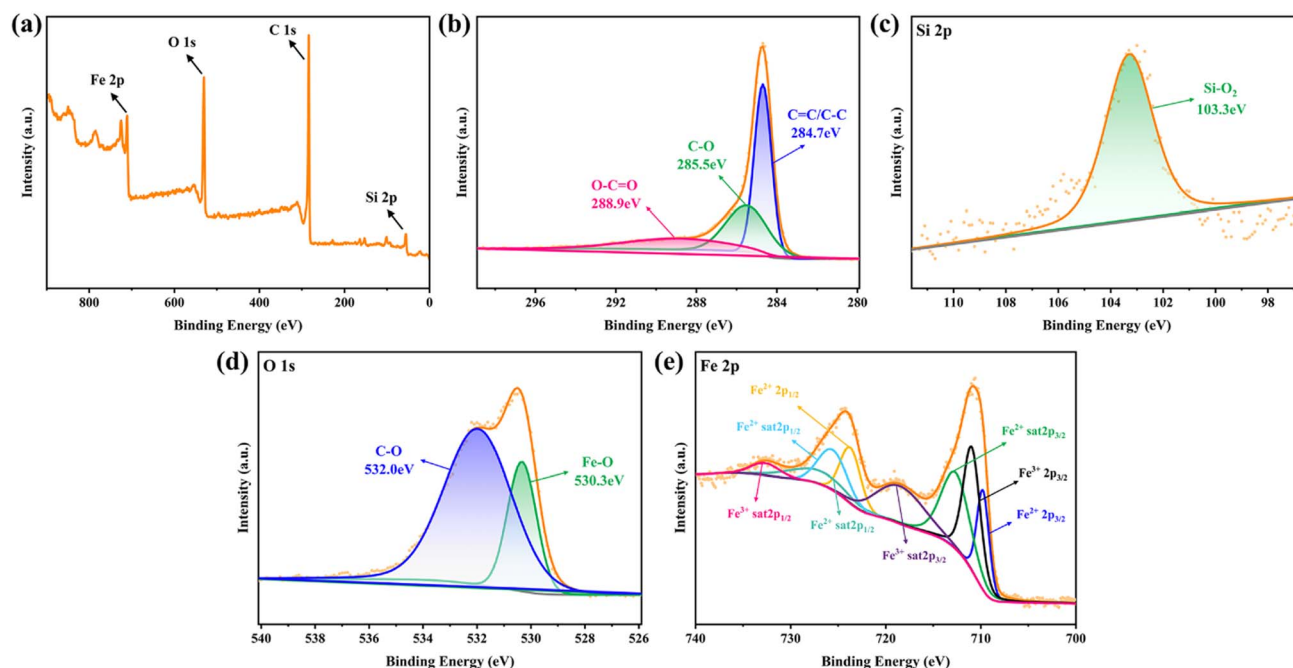 (a)
Fe 2p
O 1s
C 1s
Si 2p
Intensity (a.u.)
800 600 400 200 0
Binding Energy (eV)
(b)
O-C=O
288.9eV
C-O
285.5eV
C=C/C-C
284.7eV
Intensity (a.u.)
296 292 288 284 280
Binding Energy (eV)
(c)
Si 2p
Si-O₂
103.3eV
Intensity (a.u.)
110 108 106 104 102 100 98
Binding Energy (eV)
(d)
O 1s
C-O
532.0eV
Fe-O
530.3eV
Intensity (a.u.)
540 538 536 534 532 530 528 526
Binding Energy (eV)
(e)
Fe 2p
Fe²⁺ 2p₁/₂
Fe²⁺ sat2p₁/₂
Fe³⁺ sat2p₁/₂
Fe²⁺ sat2p₁/₂
Fe³⁺ sat2p₃/₂
Fe²⁺ sat2p₃/₂
Fe³⁺ 2p₃/₂
Fe²⁺ 2p₃/₂
Intensity (a.u.)
740 730 720 710 700
Binding Energy (eV)